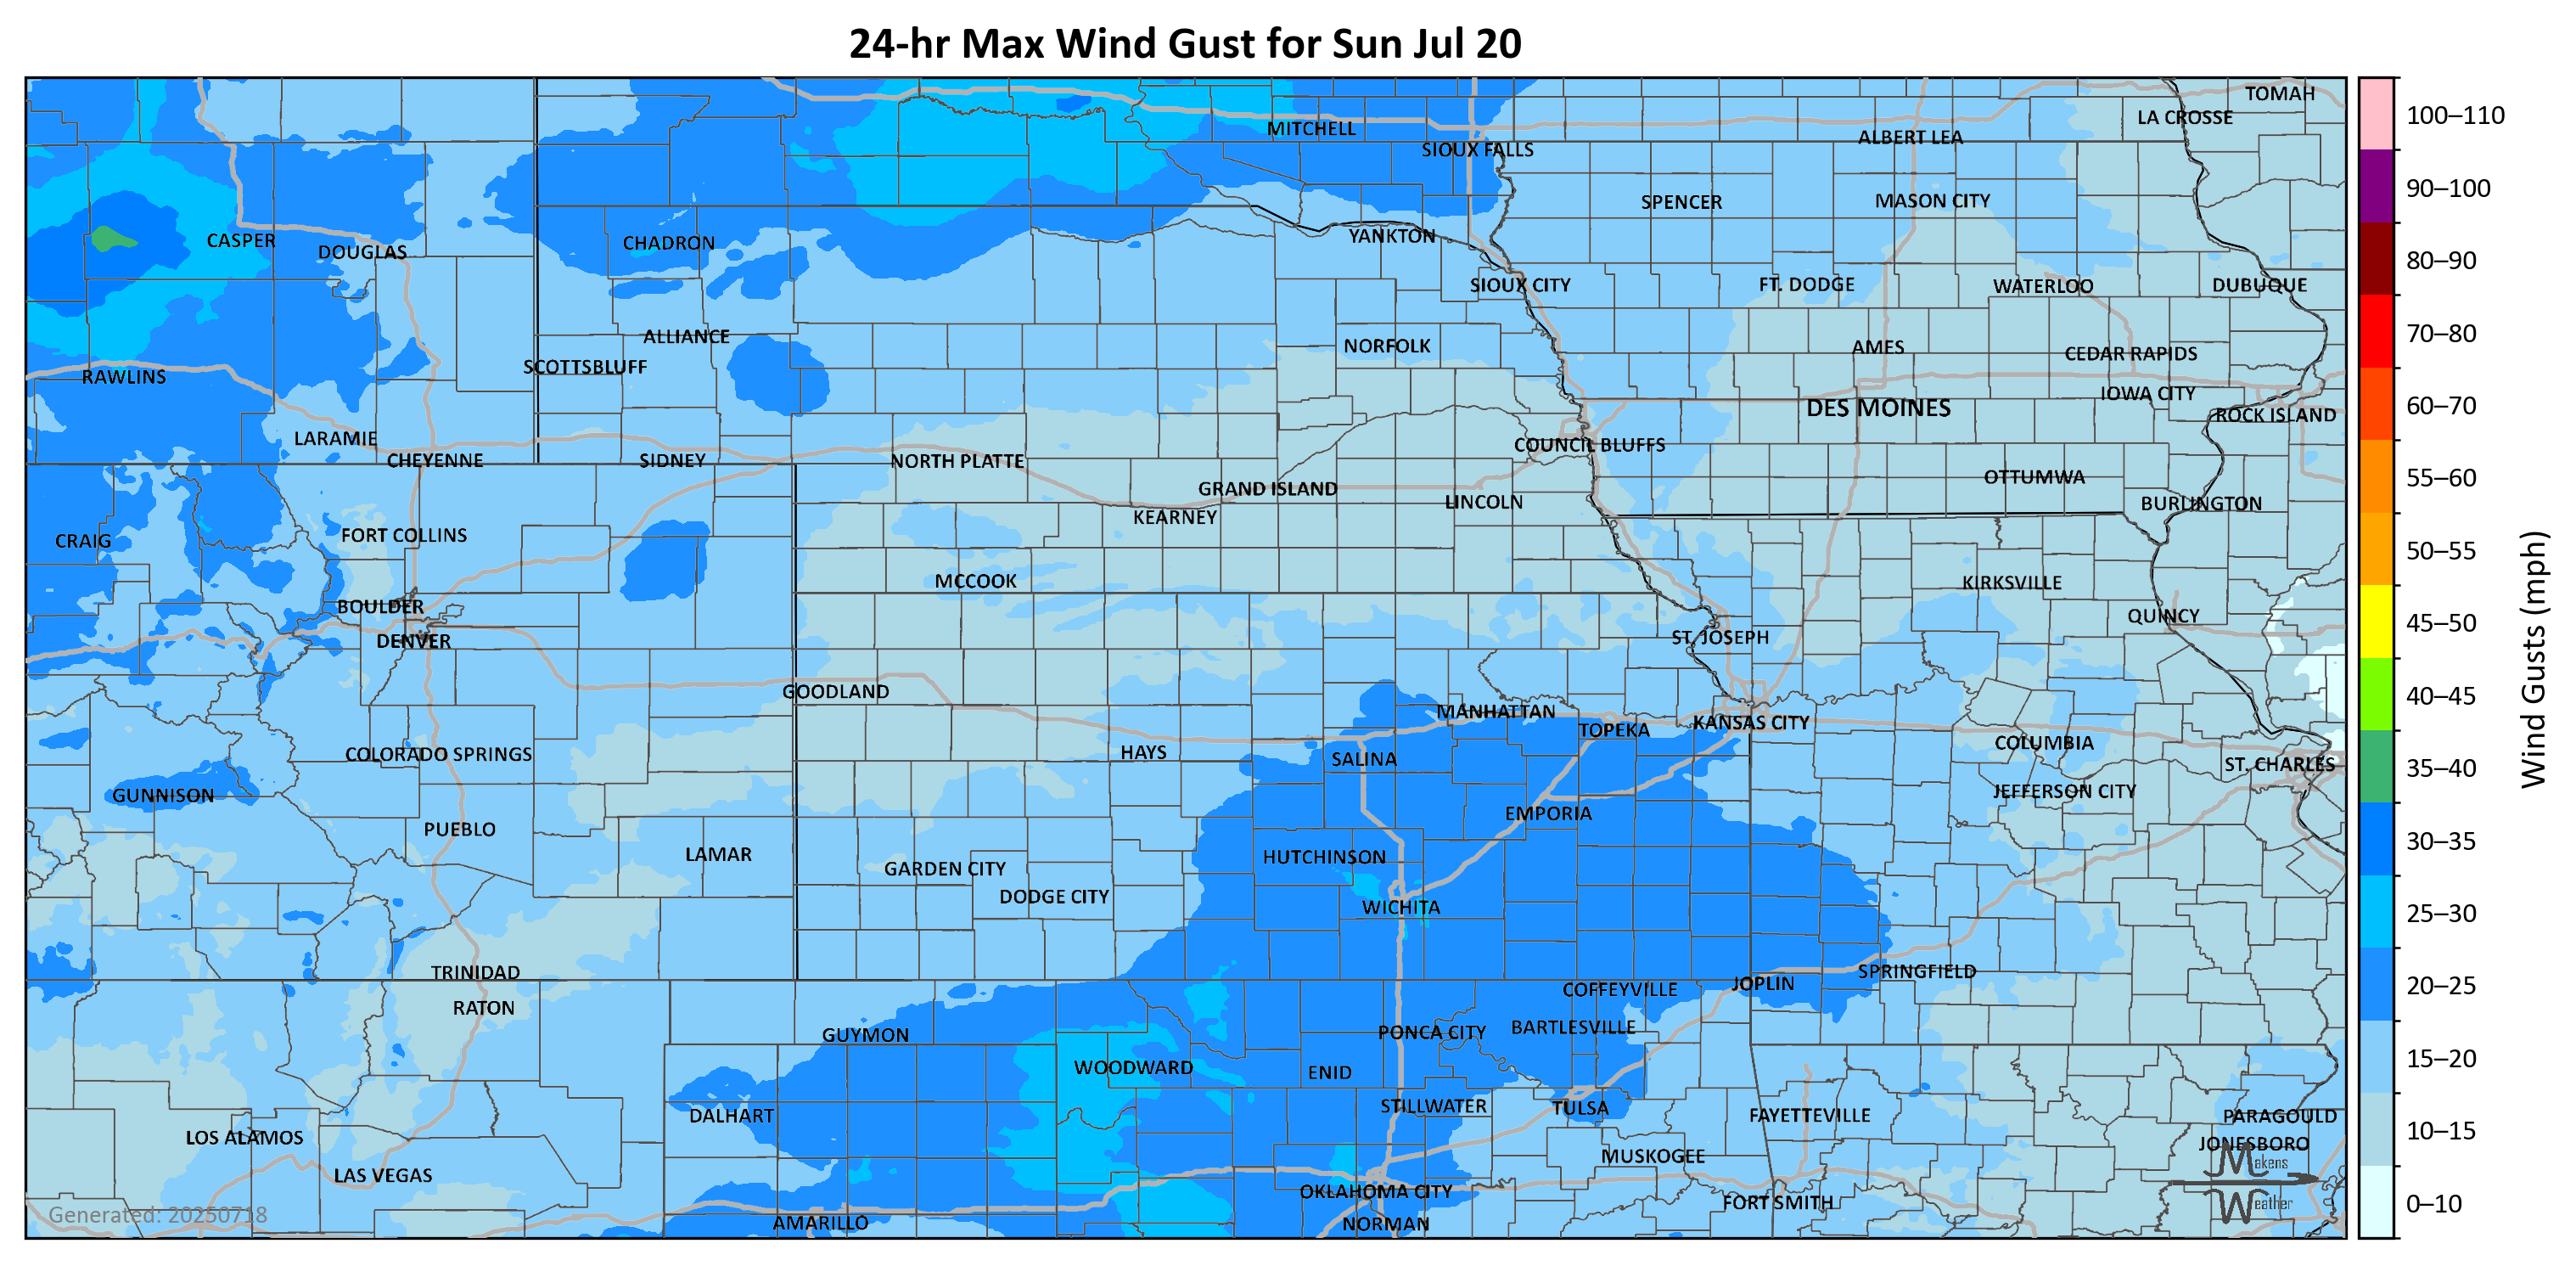 24-hr Max Wind Gust for Sun Jul 20
TOMAH
LA CROSSE
MITCHELL
ALBERT LEA
SIOUX FALLS
SPENCER
MASON CITY
CASPER
DOUGLAS
CHADRON
YANKTON
SIOUX CITY
FT. DODGE
WATERLOO
DUBUQUE
ALLIANCE
NORFOLK
AMES
CEDAR RAPIDS
SCOTTSBLUFF
RAWLINS
IOWA CITY
DES MOINES
ROCK ISLAND
LARAMIE
COUNCIL BLUFFS
CHEYENNE
SIDNEY
NORTH PLATTE
OTTUMWA
GRAND ISLAND
LINCOLN
BURLINGTON
KEARNEY
FORT COLLINS
CRAIG
MCCOOK
KIRKSVILLE
BOULDER
QUINCY
DENVER
ST. JOSEPH
GOODLAND
MANHATTAN
KANSAS CITY
TOPEKA
COLUMBIA
COLORADO SPRINGS
HAYS
SALINA
ST. CHARLES
GUNNISON
JEFFERSON CITY
EMPORIA
PUEBLO
LAMAR
HUTCHINSON
GARDEN CITY
DODGE CITY
WICHITA
TRINIDAD
SPRINGFIELD
JOPLIN
COFFEYVILLE
RATON
GUYMON
PONCA CITY
BARTLESVILLE
WOODWARD
ENID
STILLWATER
TULSA
DALHART
FAYETTEVILLE
PARAGOULD
LOS ALAMOS
JONESBORO
MUSKOGEE
LAS VEGAS
OKLAHOMA CITY
FORT SMITH
AMARILLO
NORMAN
Makens
Weather
Generated: 20250718
100–110
90–100
80–90
70–80
60–70
55–60
50–55
45–50
40–45
35–40
30–35
25–30
20–25
15–20
10–15
0–10
Wind Gusts (mph)